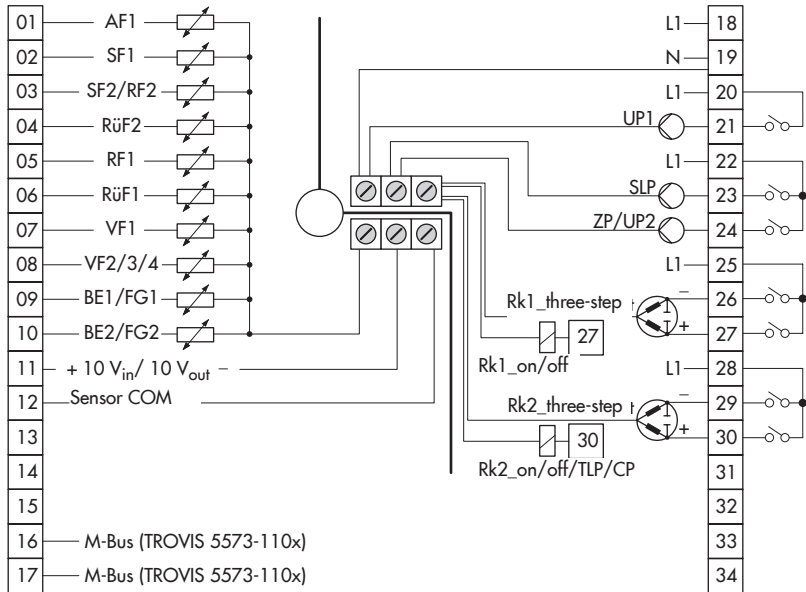 01 AF1
02 SF1
03 SF2/RF2
04 RüF2
05 RF1
06 RüF1
07 VF1
08 VF2/3/4
09 BE1/FG1
10 BE2/FG2
11 + 10 Vin/ 10 Vout –
12 Sensor COM
13
14
15
16 M-Bus (TROVIS 5573-110x)
17 M-Bus (TROVIS 5573-110x)
L1 18
N 19
L1 20
UP1 21
L1 22
SLP 23
ZP/UP2 24
L1 25
Rk1_three-step – 26
+ 27
27
Rk1_on/off
L1 28
Rk2_three-step – 29
+ 30
30
Rk2_on/off/TLP/CP
31
32
33
34